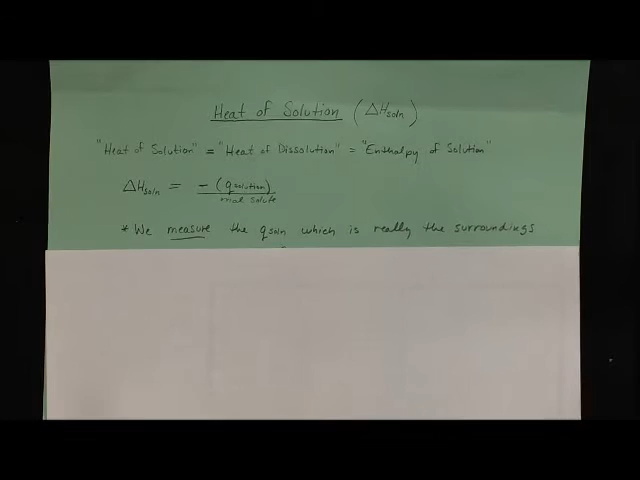 Heat of Solution (ΔHsoln)
"Heat of Solution" = "Heat of Dissolution" = "Enthalpy of Solution"
ΔHsoln = -(qsolution)
mol solute
* We measure the qsoln which is really the surroundings